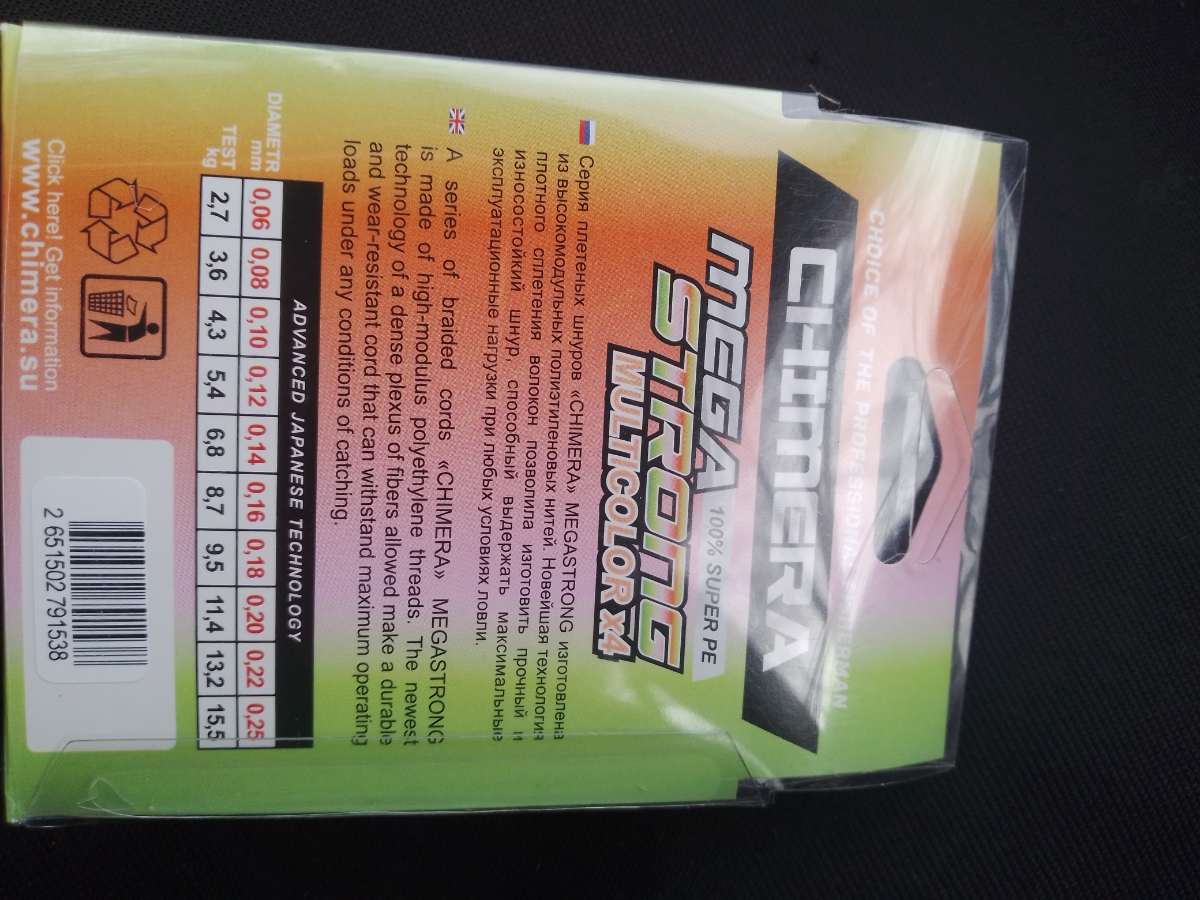 CHOICE OF THE PROFESSIONAL FISHERMAN
CHIMERA
MEGA
100% SUPER PE
STRONG
MULTICOLOR x4
Серия плетеных шнуров «CHIMERA» MEGASTRONG изготовлена
из высокомодульных полиэтиленовых нитей. Новейшая технология
плотного сплетения волокон позволила изготовить прочный и
износостойкий шнур, способный выдержать максимальные
эксплуатационные нагрузки при любых условиях ловли.
A series of braided cords «CHIMERA» MEGASTRONG
is made of high-modulus polyethylene threads. The newest
technology of a dense plexus of fibers allowed make a durable
and wear-resistant cord that can withstand maximum operating
loads under any conditions of catching.
ADVANCED JAPANESE TECHNOLOGY
DIAMETR mm 0,06 0,08 0,10 0,12 0,14 0,16 0,18 0,20 0,22 0,25
TEST kg 2,7 3,6 4,3 5,4 6,8 8,7 9,5 11,4 13,2 15,5
Click here! Get information
www.chimera.su
2 651502 791538